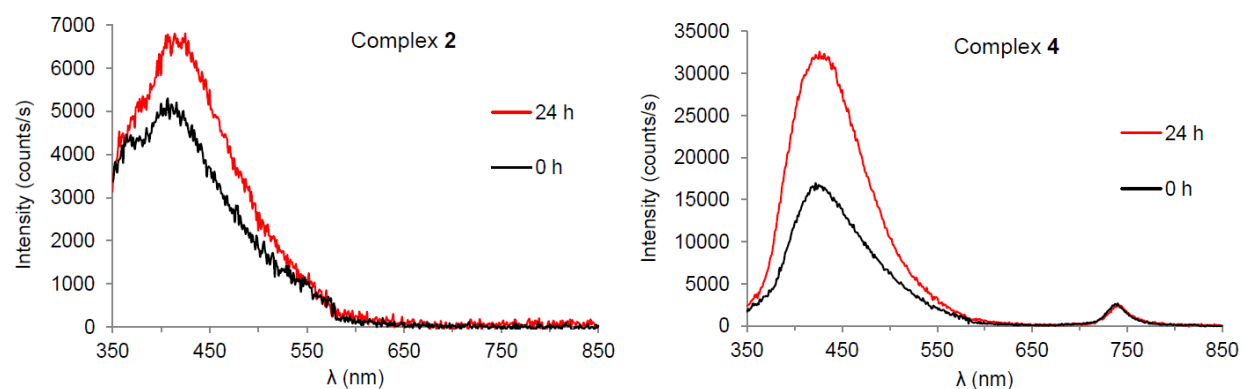 Complex 2
Intensity (counts/s)
7000
6000
5000
4000
3000
2000
1000
0
24 h
0 h
350 450 550 650 750 850
λ (nm)
Complex 4
Intensity (counts/s)
35000
30000
25000
20000
15000
10000
5000
0
24 h
0 h
350 450 550 650 750 850
λ (nm)